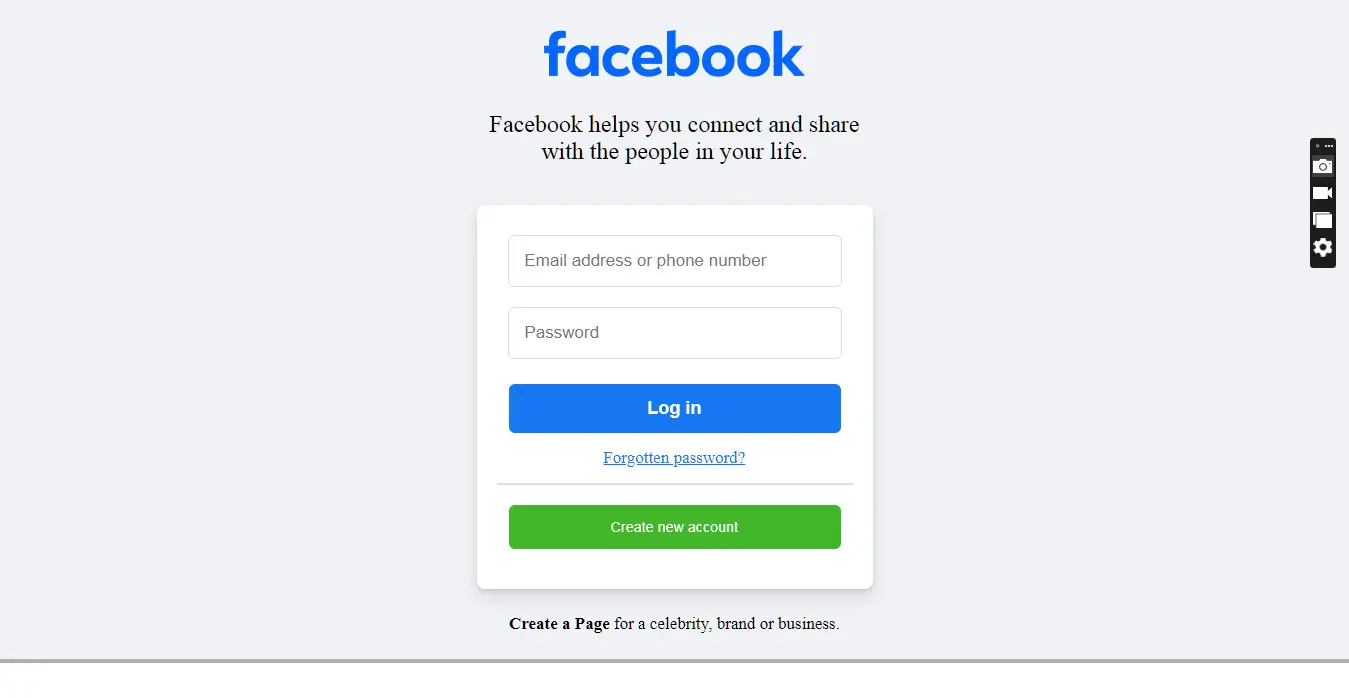 facebook
Facebook helps you connect and share
with the people in your life.
Email address or phone number
Password
Log in
Forgotten password?
Create new account
Create a Page for a celebrity, brand or business.